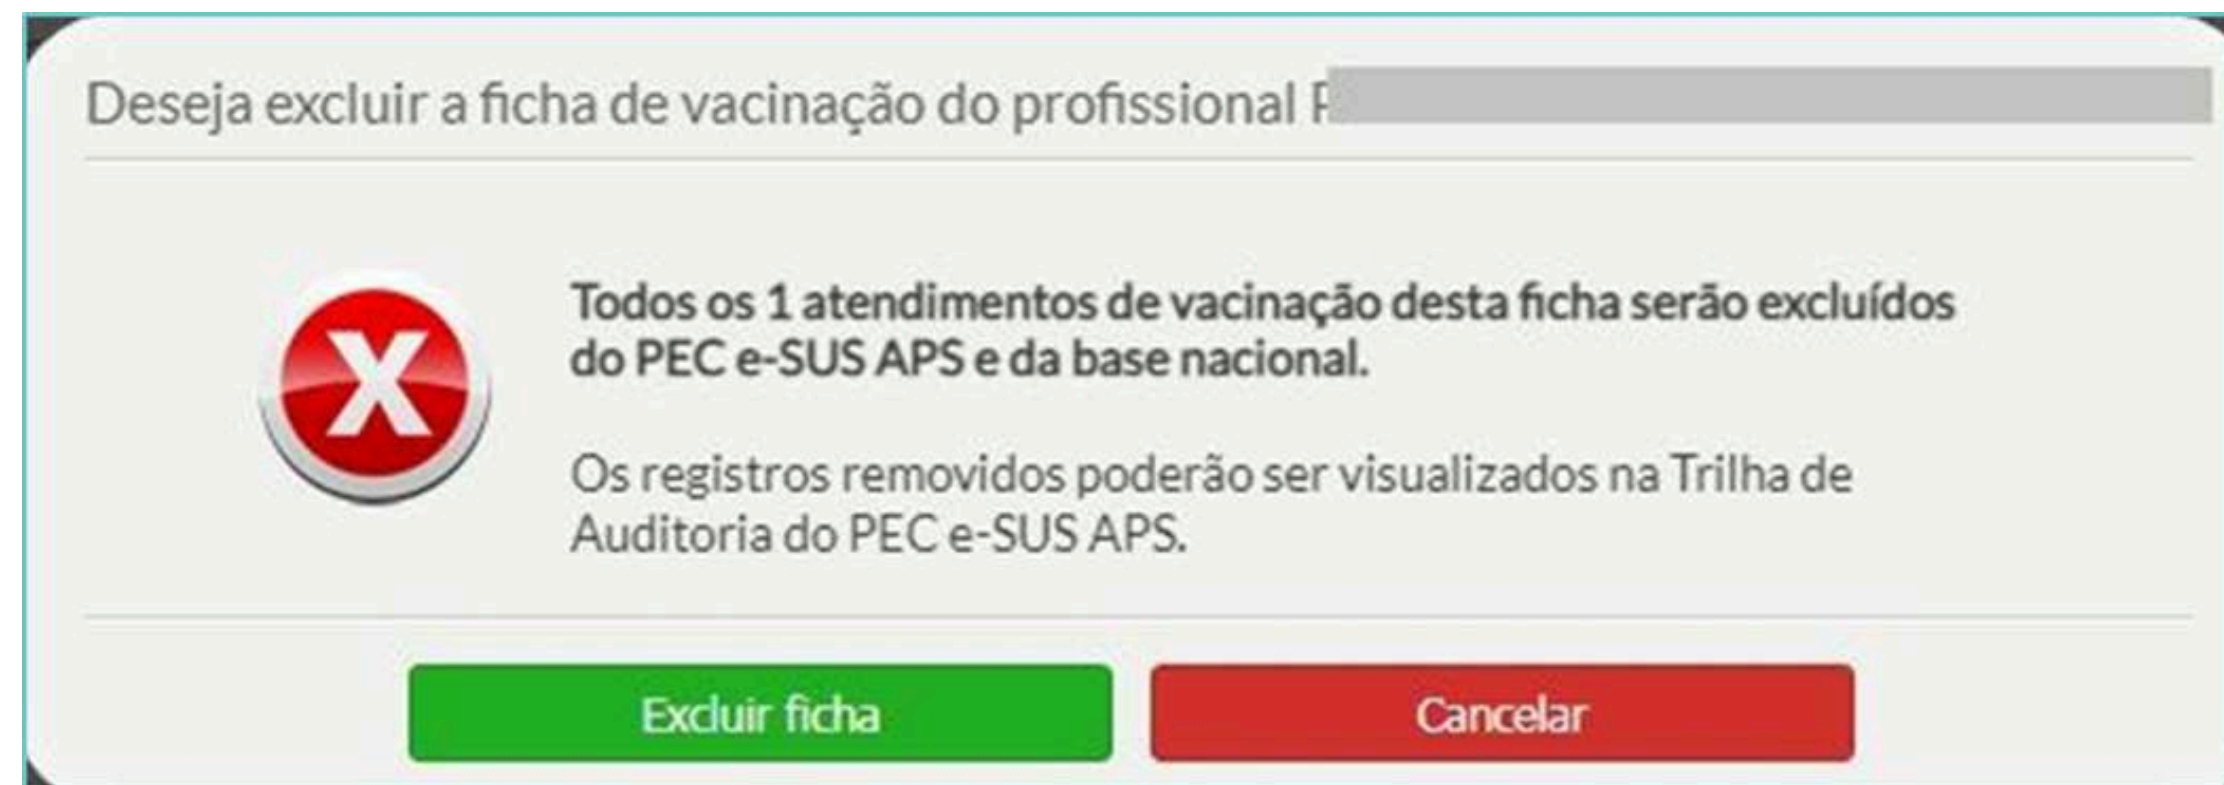 Deseja excluir a ficha de vacinação do profissional
X
Todos os 1 atendimentos de vacinação desta ficha serão excluídos
do PEC e-SUS APS e da base nacional.
Os registros removidos poderão ser visualizados na Trilha de
Auditoria do PEC e-SUS APS.
Excluir ficha
Cancelar